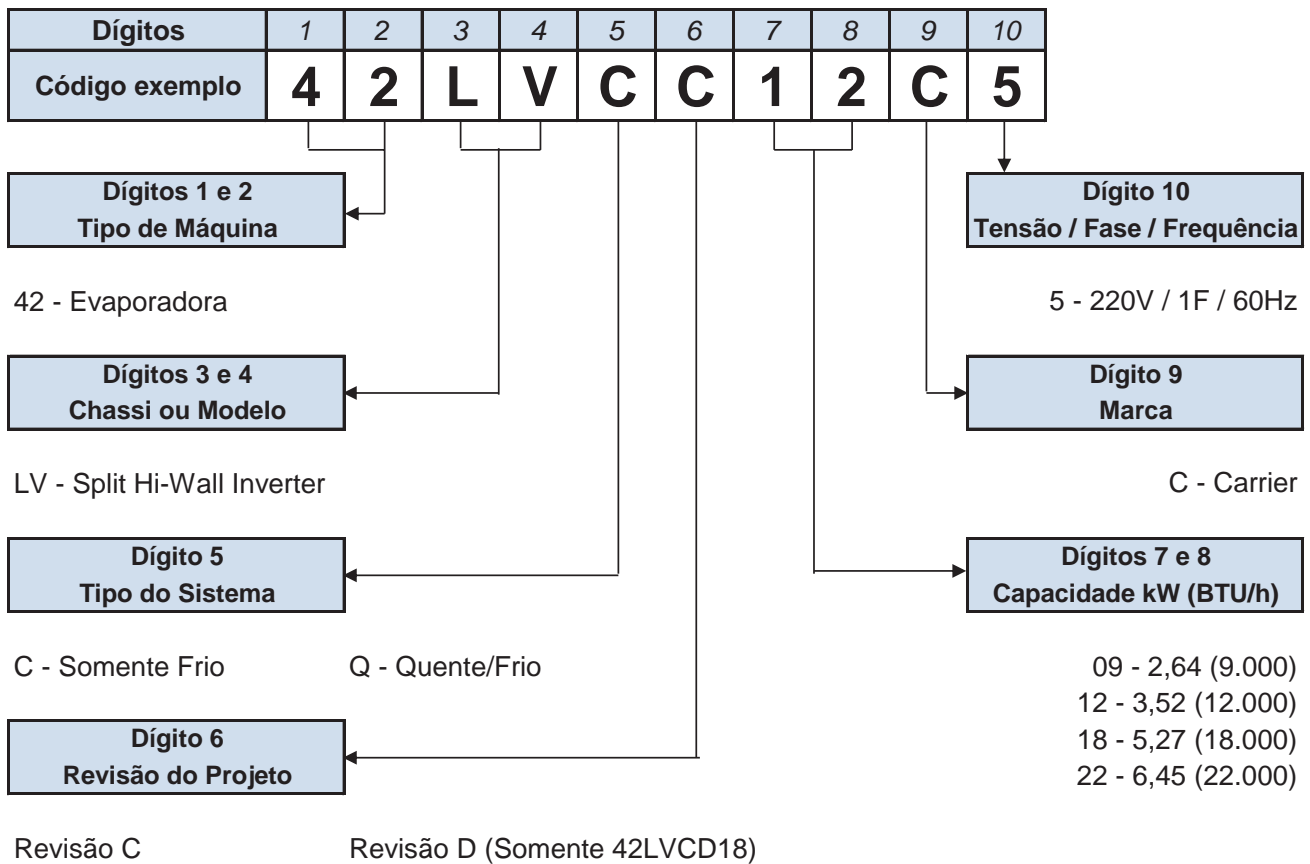 Dígitos 1 2 3 4 5 6 7 8 9 10
Código exemplo 4 2 L V C C 1 2 C 5
Dígitos 1 e 2
Tipo de Máquina
42 - Evaporadora
Dígitos 3 e 4
Chassi ou Modelo
LV - Split Hi-Wall Inverter
Dígito 5
Tipo do Sistema
C - Somente Frio Q - Quente/Frio
Dígito 6
Revisão do Projeto
Revisão C Revisão D (Somente 42LVCD18)
Dígito 10
Tensão / Fase / Frequência
5 - 220V / 1F / 60Hz
Dígito 9
Marca
C - Carrier
Dígitos 7 e 8
Capacidade kW (BTU/h)
09 - 2,64 (9.000)
12 - 3,52 (12.000)
18 - 5,27 (18.000)
22 - 6,45 (22.000)